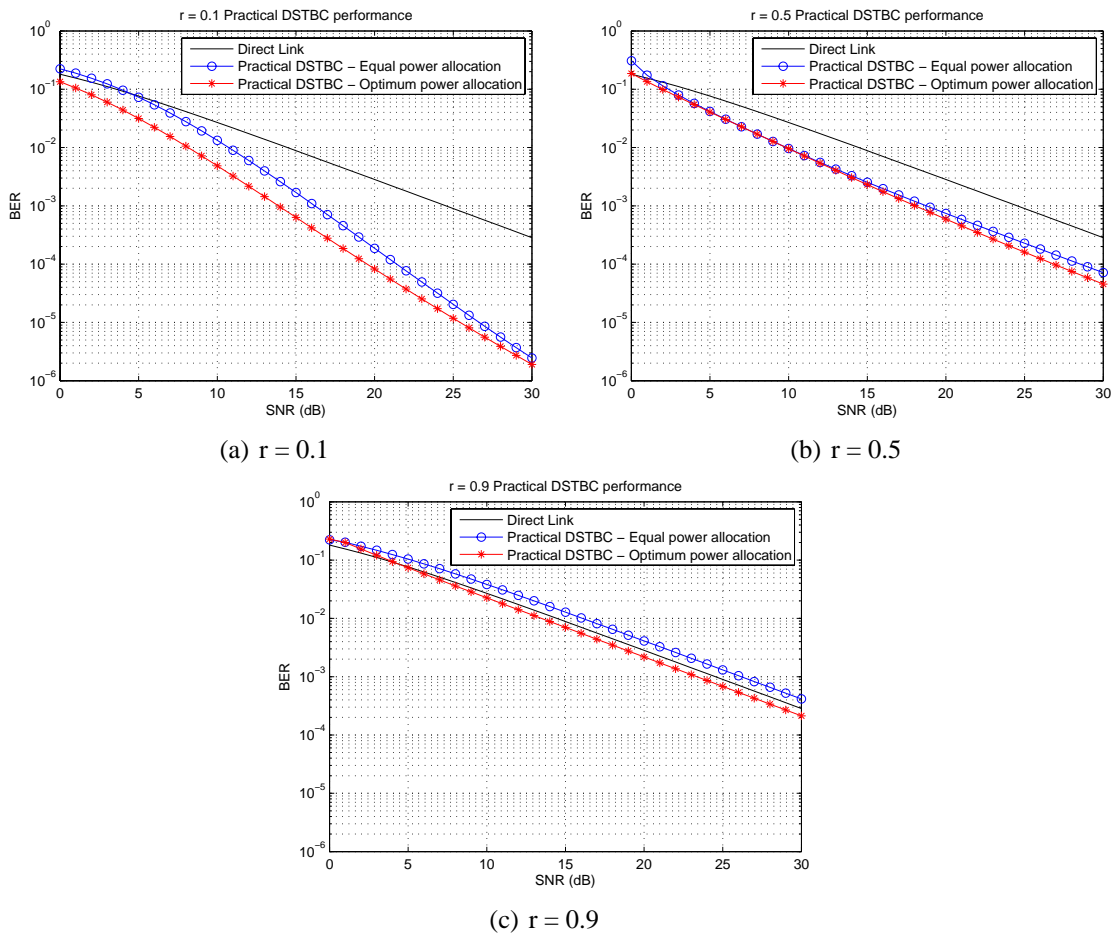 r = 0.1 Practical DSTBC performance
Direct Link
Practical DSTBC − Equal power allocation
Practical DSTBC − Optimum power allocation
BER
10^0
10^-1
10^-2
10^-3
10^-4
10^-5
10^-6
0 5 10 15 20 25 30
SNR (dB)
(a) r = 0.1
r = 0.5 Practical DSTBC performance
Direct Link
Practical DSTBC − Equal power allocation
Practical DSTBC − Optimum power allocation
BER
10^0
10^-1
10^-2
10^-3
10^-4
10^-5
10^-6
0 5 10 15 20 25 30
SNR (dB)
(b) r = 0.5
r = 0.9 Practical DSTBC performance
Direct Link
Practical DSTBC − Equal power allocation
Practical DSTBC − Optimum power allocation
BER
10^0
10^-1
10^-2
10^-3
10^-4
10^-5
10^-6
0 5 10 15 20 25 30
SNR (dB)
(c) r = 0.9